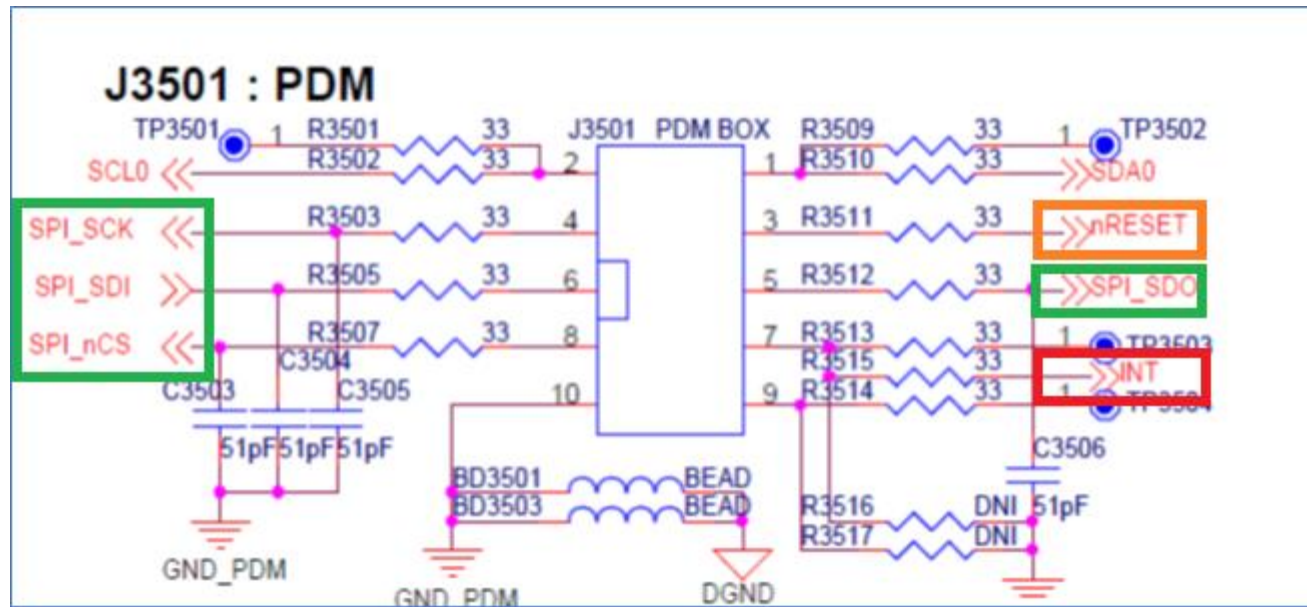 J3501 : PDM
TP3501 1 R3501 33 J3501 PDM BOX R3509 33 1 TP3502
SCL0 R3502 33 2 1 R3510 33 SDA0
SPI_SCK R3503 33 4 3 R3511 33 nRESET
SPI_SDI R3505 33 6 5 R3512 33 SPI_SDO
SPI_nCS R3507 33 8 7 R3513 33 1 TP3503
C3504 R3515 33 INT
C3503 C3505 10 9 R3514 33 1
51pF 51pF 51pF C3506
BD3501 BEAD
BD3503 BEAD R3516 DNI 51pF
R3517 DNI
GND_PDM GND_PDM DGND